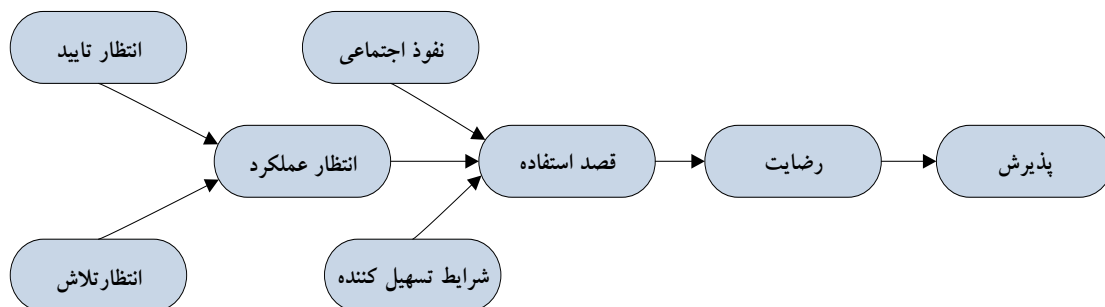 انتظار تایید
نفوذ اجتماعی
انتظار عملکرد
قصد استفاده
رضایت
پذیرش
انتظارتلاش
شرایط تسهیل کننده